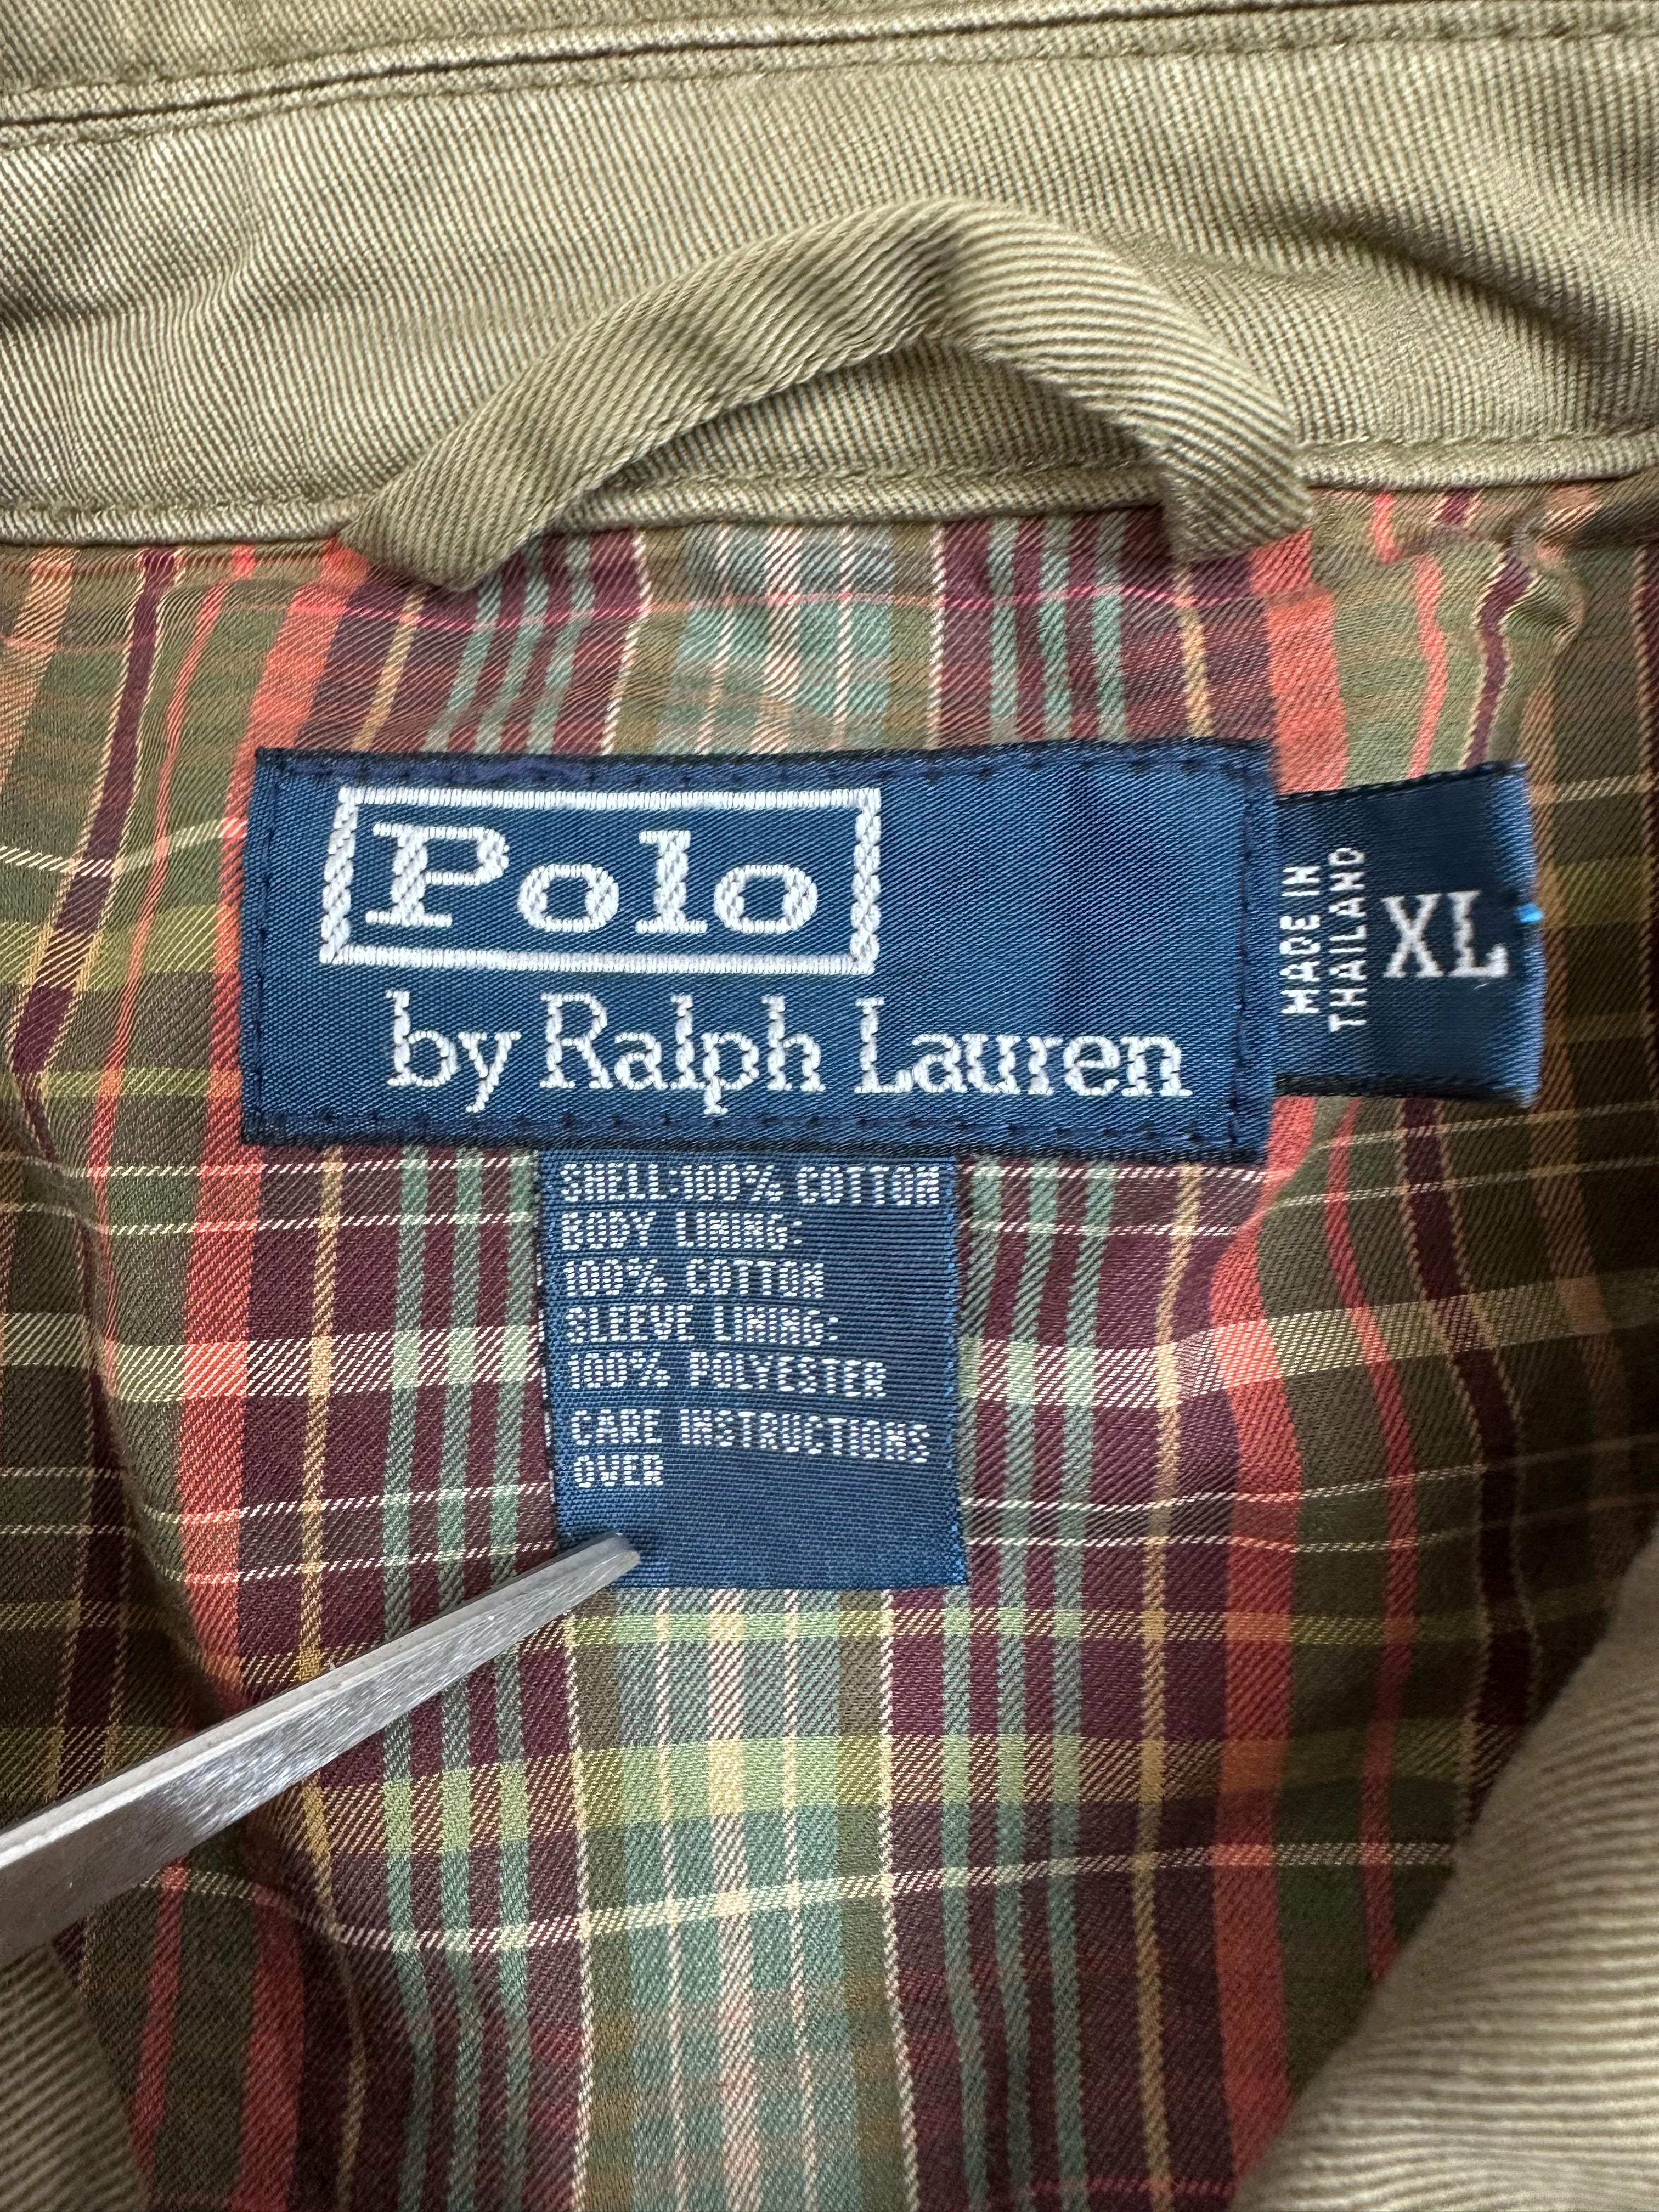 Polo
by Ralph Lauren
MADE IN
THAILAND
XL
SHELL:100% COTTON
BODY LINING:
100% COTTON
SLEEVE LINING:
100% POLYESTER
CARE INSTRUCTIONS
OVER